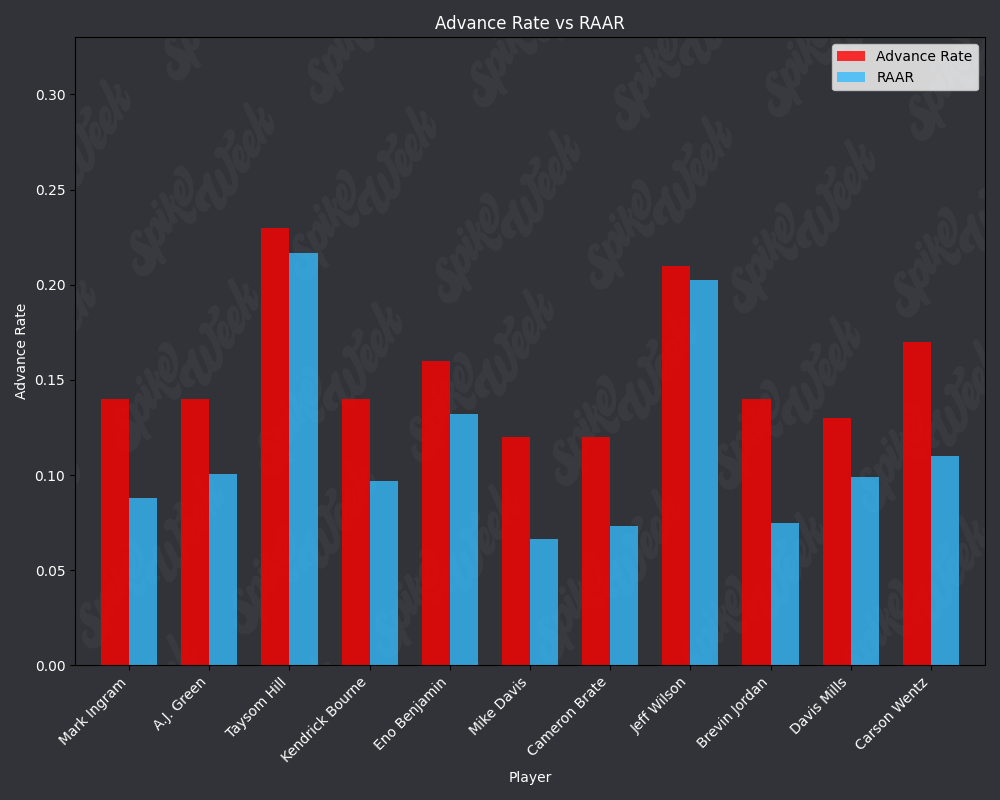 Advance Rate vs RAAR
Advance Rate
RAAR
0.30
0.25
0.20
0.15
0.10
0.05
0.00
Advance Rate
Mark Ingram
A.J. Green
Taysom Hill
Kendrick Bourne
Eno Benjamin
Mike Davis
Cameron Brate
Jeff Wilson
Brevin Jordan
Davis Mills
Carson Wentz
Player
Spike Week